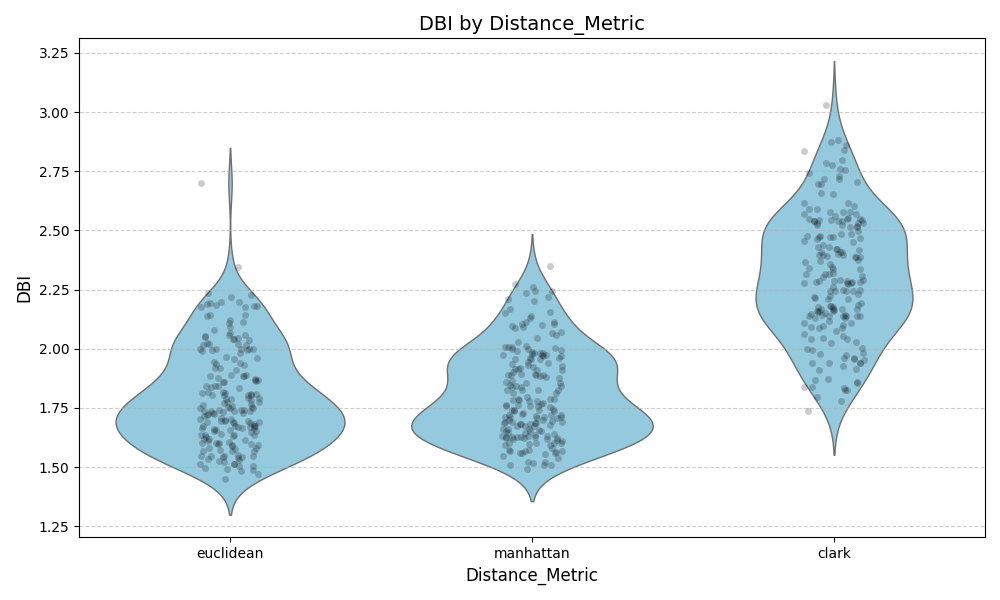 DBI by Distance_Metric
3.25
3.00
2.75
2.50
2.25
2.00
1.75
1.50
1.25
DBI
euclidean manhattan clark
Distance_Metric